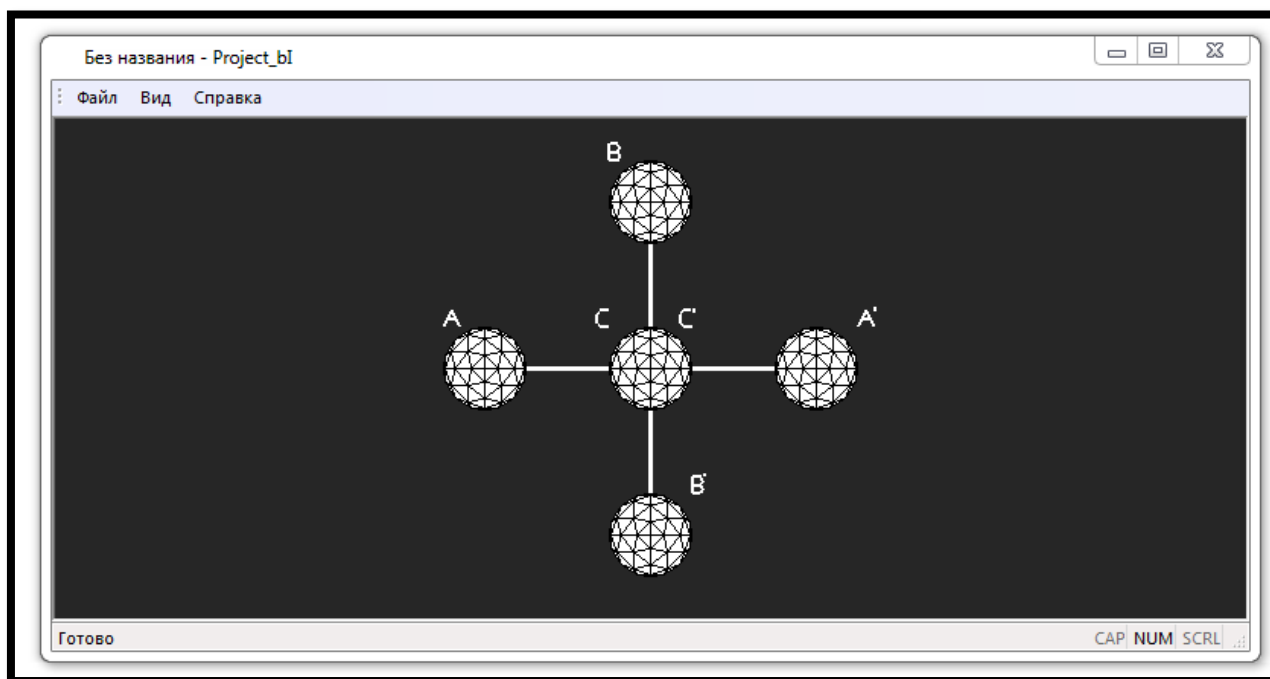 Без названия - Project_bI
Файл Вид Справка
B
A C C' A'
B'
Готово CAP NUM SCRL